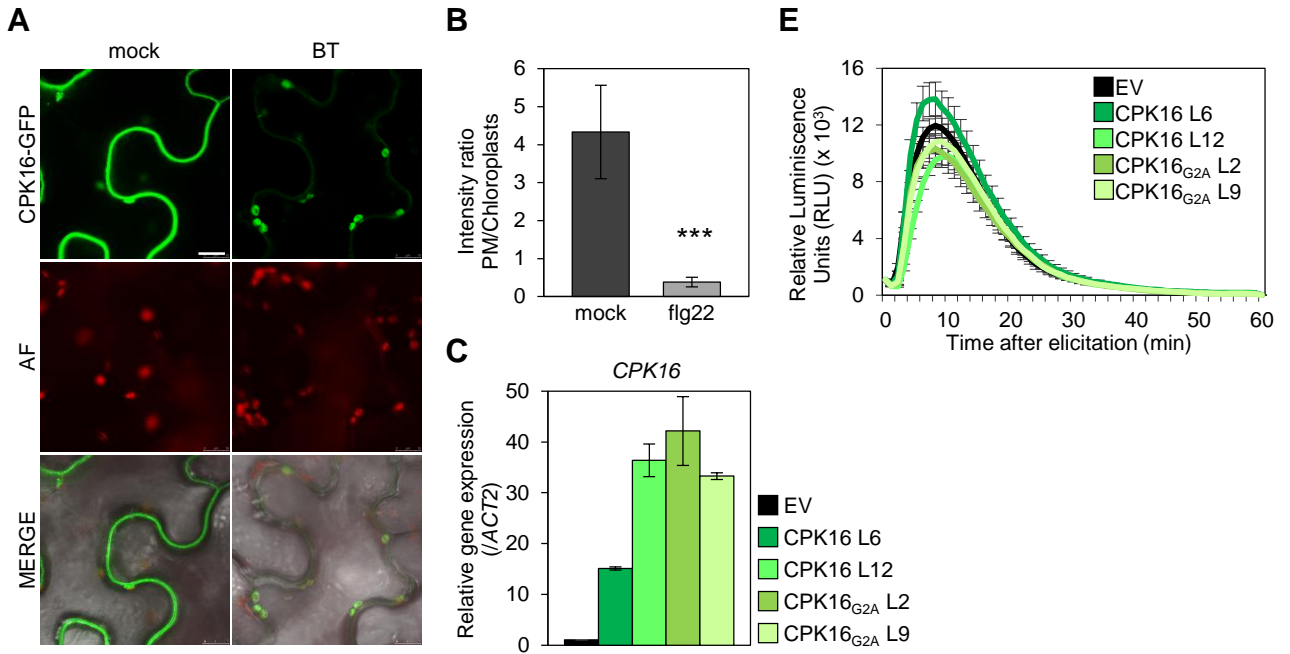 A
mock
BT
CPK16-GFP
AF
MERGE
B
6
5
4
3
2
1
0
Intensity ratio
PM/Chloroplasts
***
mock
flg22
C
CPK16
50
40
30
20
10
0
Relative gene expression
(/ACT2)
EV
CPK16 L6
CPK16 L12
CPK16G2A L2
CPK16G2A L9
E
16
12
8
4
0
Relative Luminiscence
Units (RLU) (x 10³)
EV
CPK16 L6
CPK16 L12
CPK16G2A L2
CPK16G2A L9
0 10 20 30 40 50 60
Time after elicitation (min)